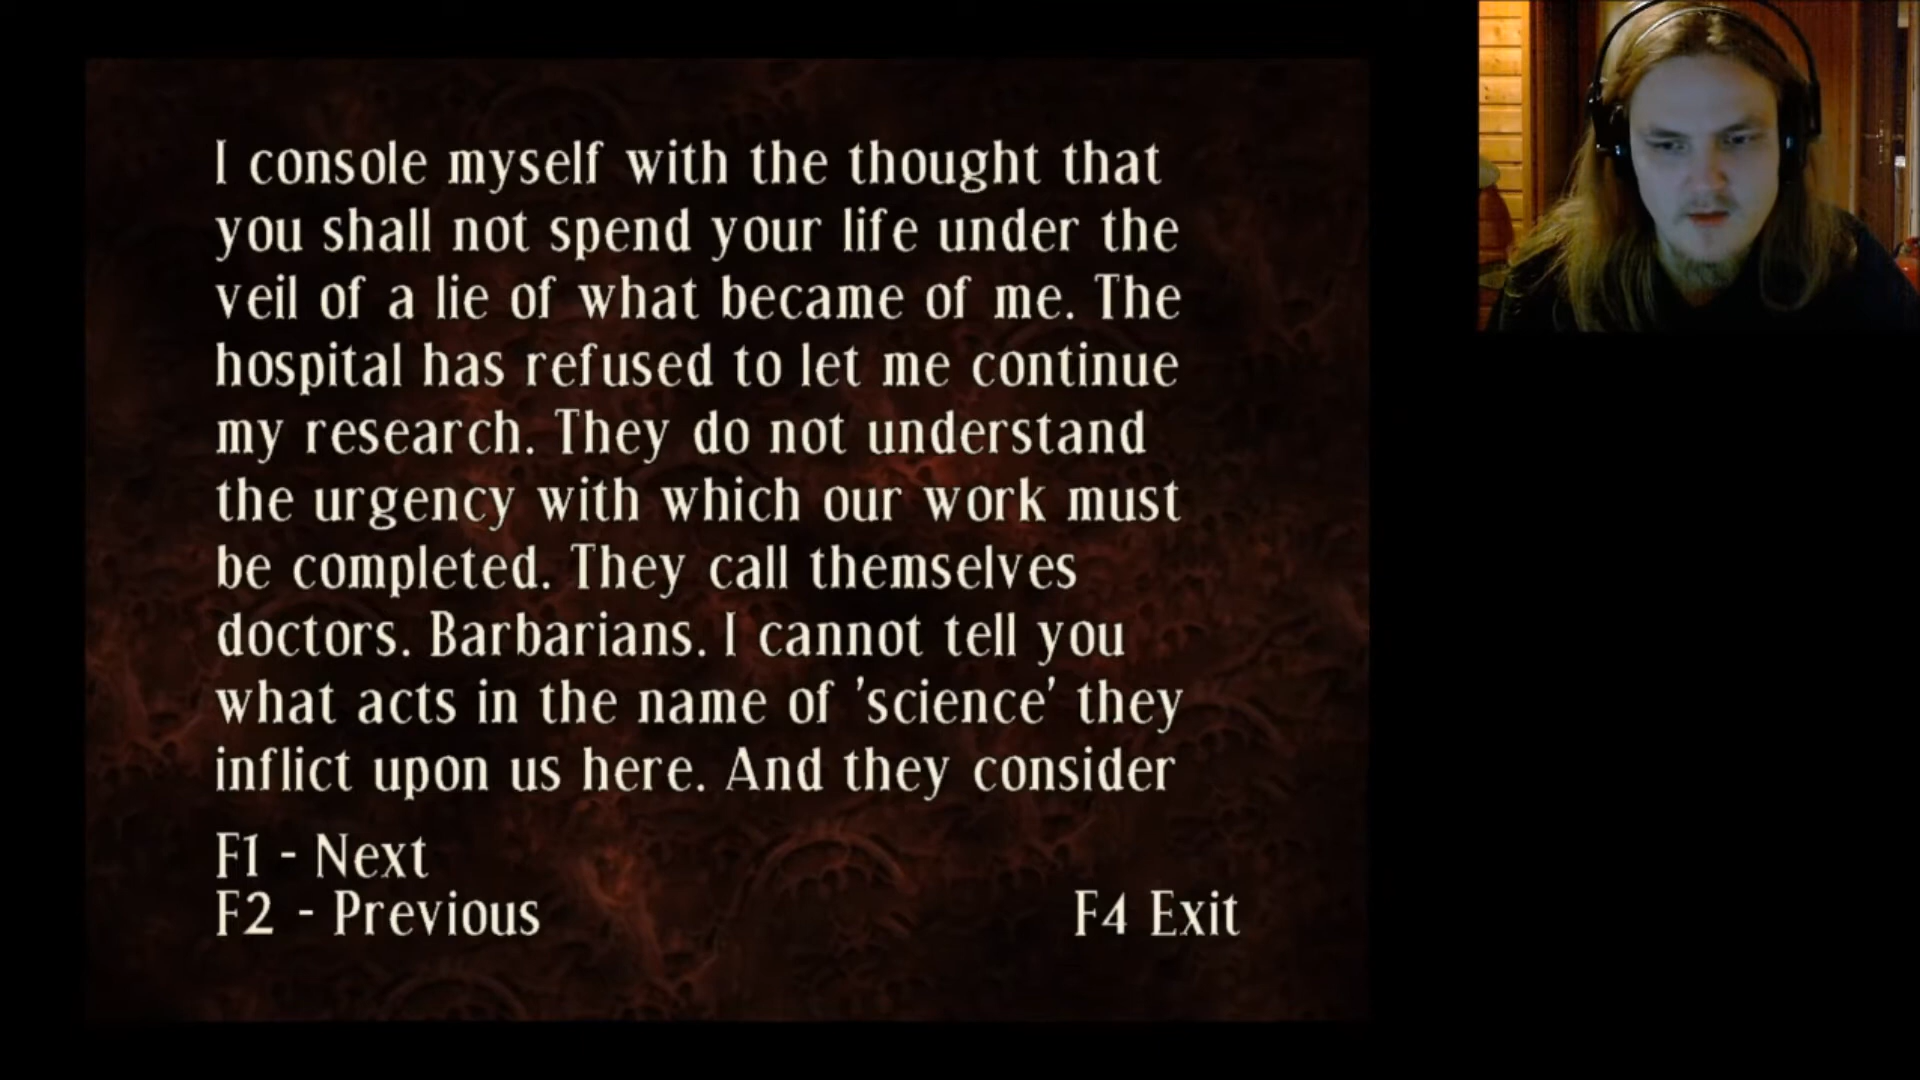 I console myself with the thought that
you shall not spend your life under the
veil of a lie of what became of me. The
hospital has refused to let me continue
my research. They do not understand
the urgency with which our work must
be completed. They call themselves
doctors. Barbarians. I cannot tell you
what acts in the name of 'science' they
inflict upon us here. And they consider
F1 - Next
F2 - Previous
F4 Exit